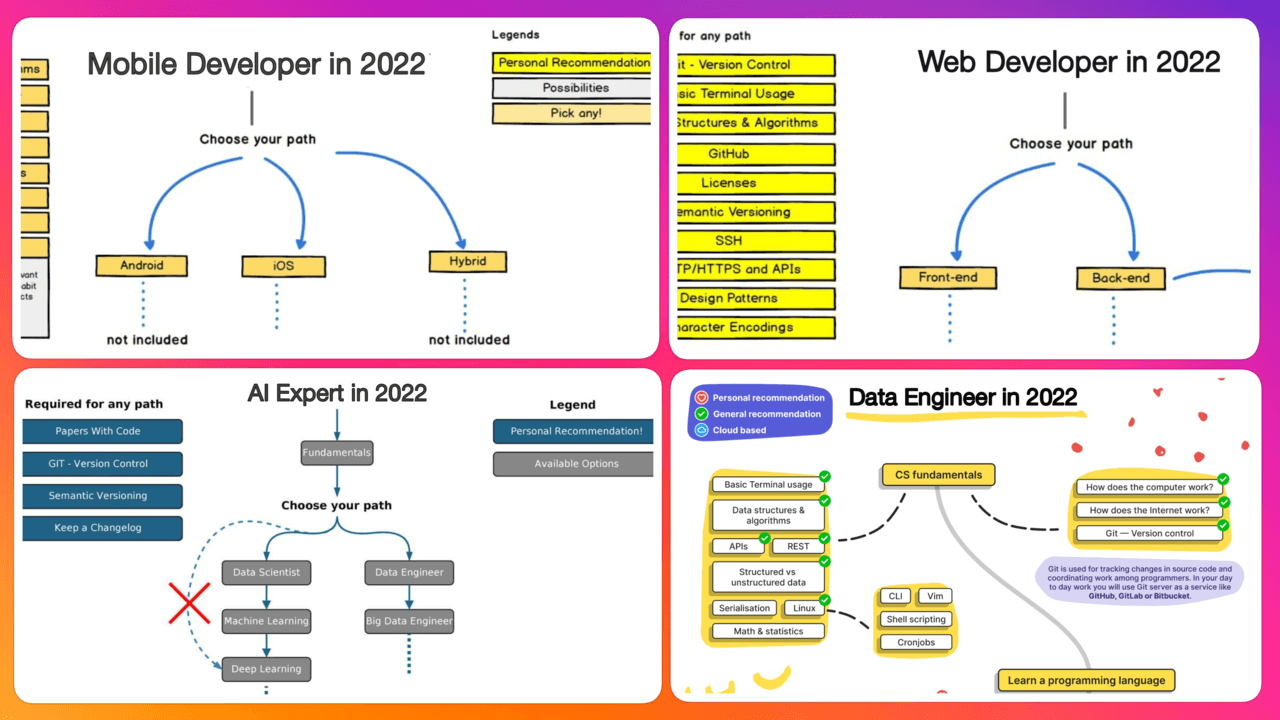 Legends
Mobile Developer in 2022
Personal Recommendation
Possibilities
Pick any!
Choose your path
Android
iOS
Hybrid
not included
not included
for any path
Web Developer in 2022
it - Version Control
sic Terminal Usage
Structures & Algorithms
GitHub
Licenses
emantic Versioning
SSH
TP/HTTPS and APIs
Design Patterns
haracter Encodings
Choose your path
Front-end
Back-end
AI Expert in 2022
Required for any path
Papers With Code
GIT - Version Control
Semantic Versioning
Keep a Changelog
Legend
Personal Recommendation!
Available Options
Fundamentals
Choose your path
Data Scientist
Data Engineer
Machine Learning
Big Data Engineer
Deep Learning
Personal recommendation
General recommendation
Cloud based
Data Engineer in 2022
CS fundamentals
Basic Terminal usage
Data structures &
algorithms
APIs
REST
Structured vs
unstructured data
Serialisation
Linux
Math & statistics
How does the computer work?
How does the Internet work?
Git — Version control
Git is used for tracking changes in source code and
coordinating work among programmers. In your day
to day work you will use Git server as a service like
GitHub, GitLab or Bitbucket.
CLI
Vim
Shell scripting
Cronjobs
Learn a programming language